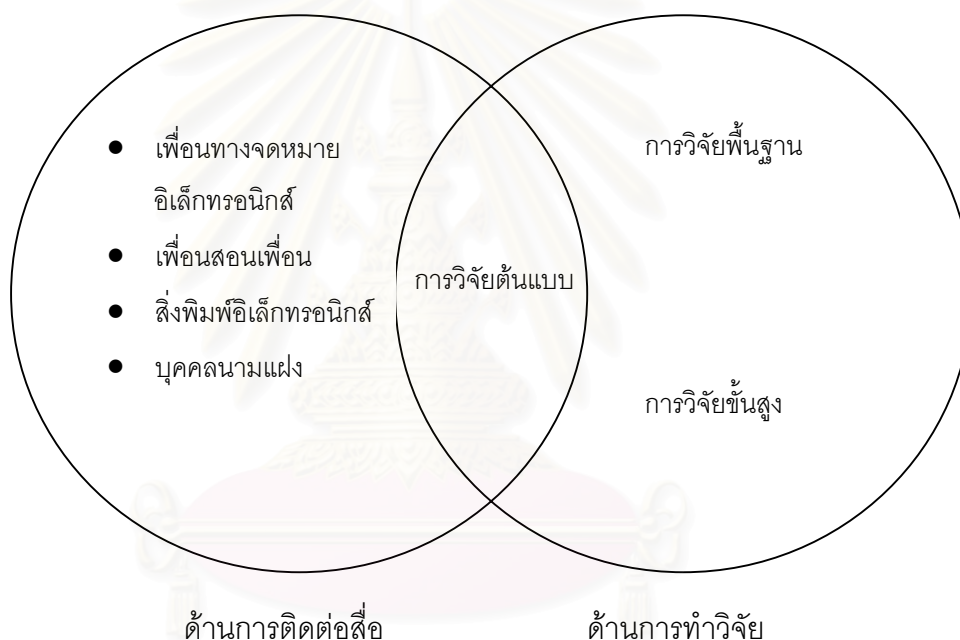 เพื่อนทางจดหมาย
อิเล็กทรอนิกส์
เพื่อนสอนเพื่อน
สิ่งพิมพ์อิเล็กทรอนิกส์
บุคคลนามแฝง
การวิจัยต้นแบบ
การวิจัยพื้นฐาน
การวิจัยขั้นสูง
ด้านการติดต่อสื่อ
ด้านการทำวิจัย